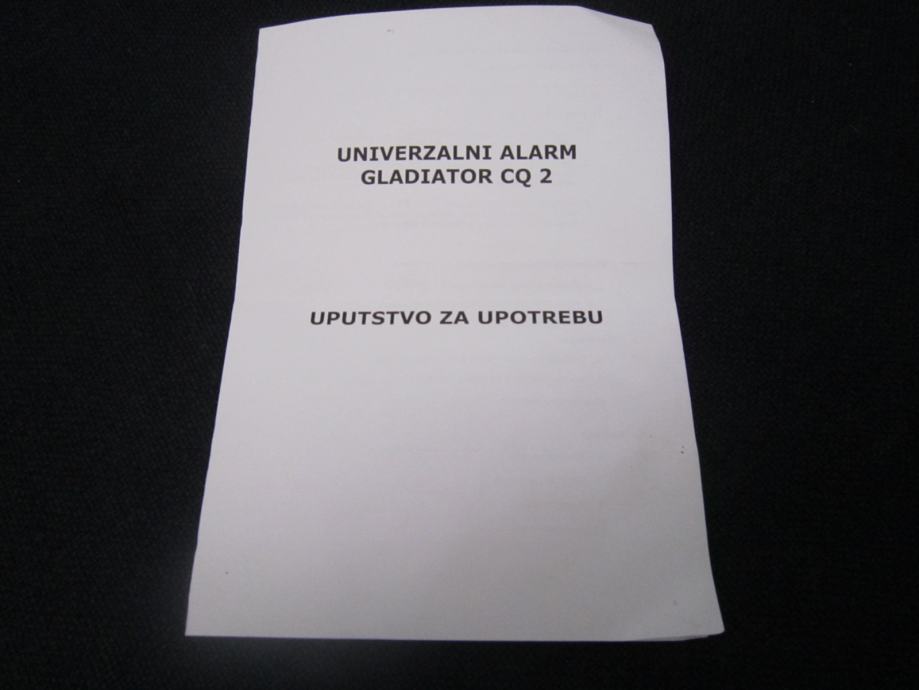 UNIVERZALNI ALARM
GLADIATOR CQ 2
UPUTSTVO ZA UPOTREBU